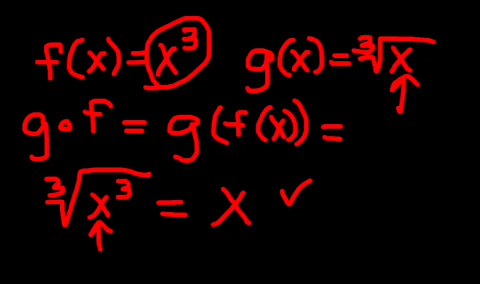 f(x)=x³ g(x)=∛x
g∘f = g(f(x)) =
∛x³ = x ✓